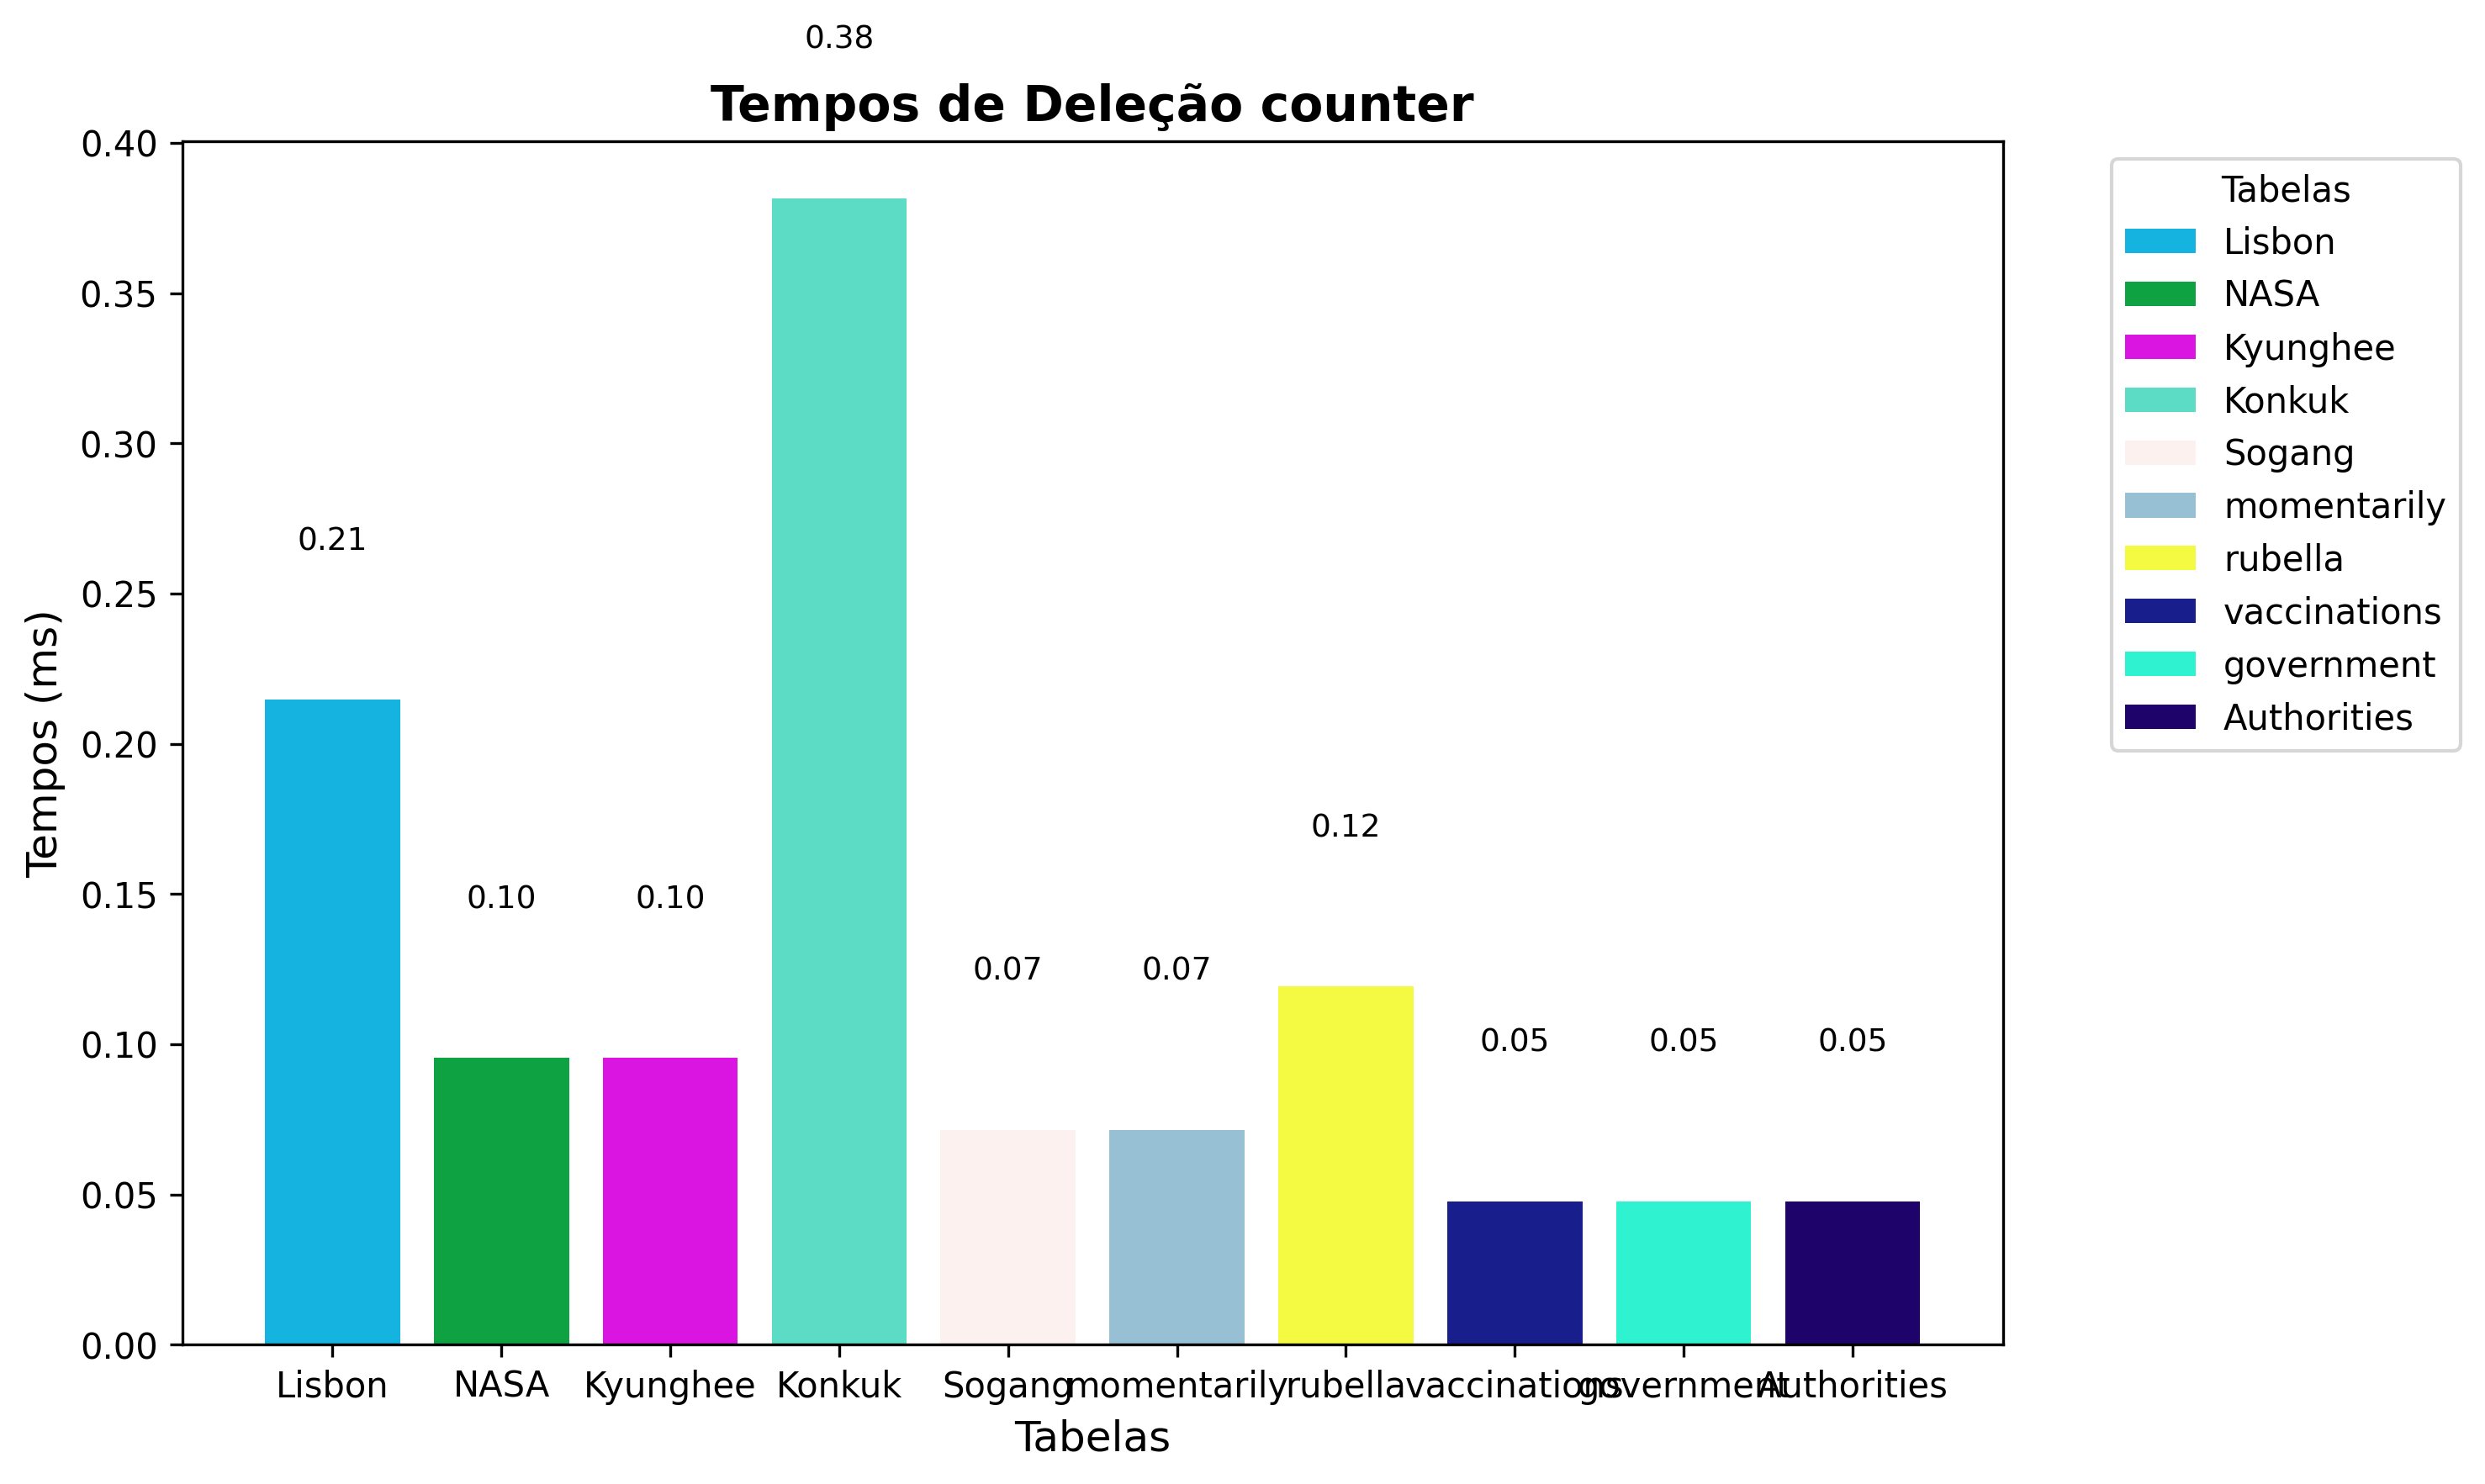 0.38
Tempos de Deleção counter
0.40
0.35
0.30
0.25
0.20
0.15
0.10
0.05
0.00
Tempos (ms)
0.21
0.10
0.10
0.07
0.07
0.12
0.05
0.05
0.05
Lisbon
NASA
Kyunghee
Konkuk
Sogang
momentarily
rubella
vaccinations
government
Authorities
Tabelas
Tabelas
Lisbon
NASA
Kyunghee
Konkuk
Sogang
momentarily
rubella
vaccinations
government
Authorities